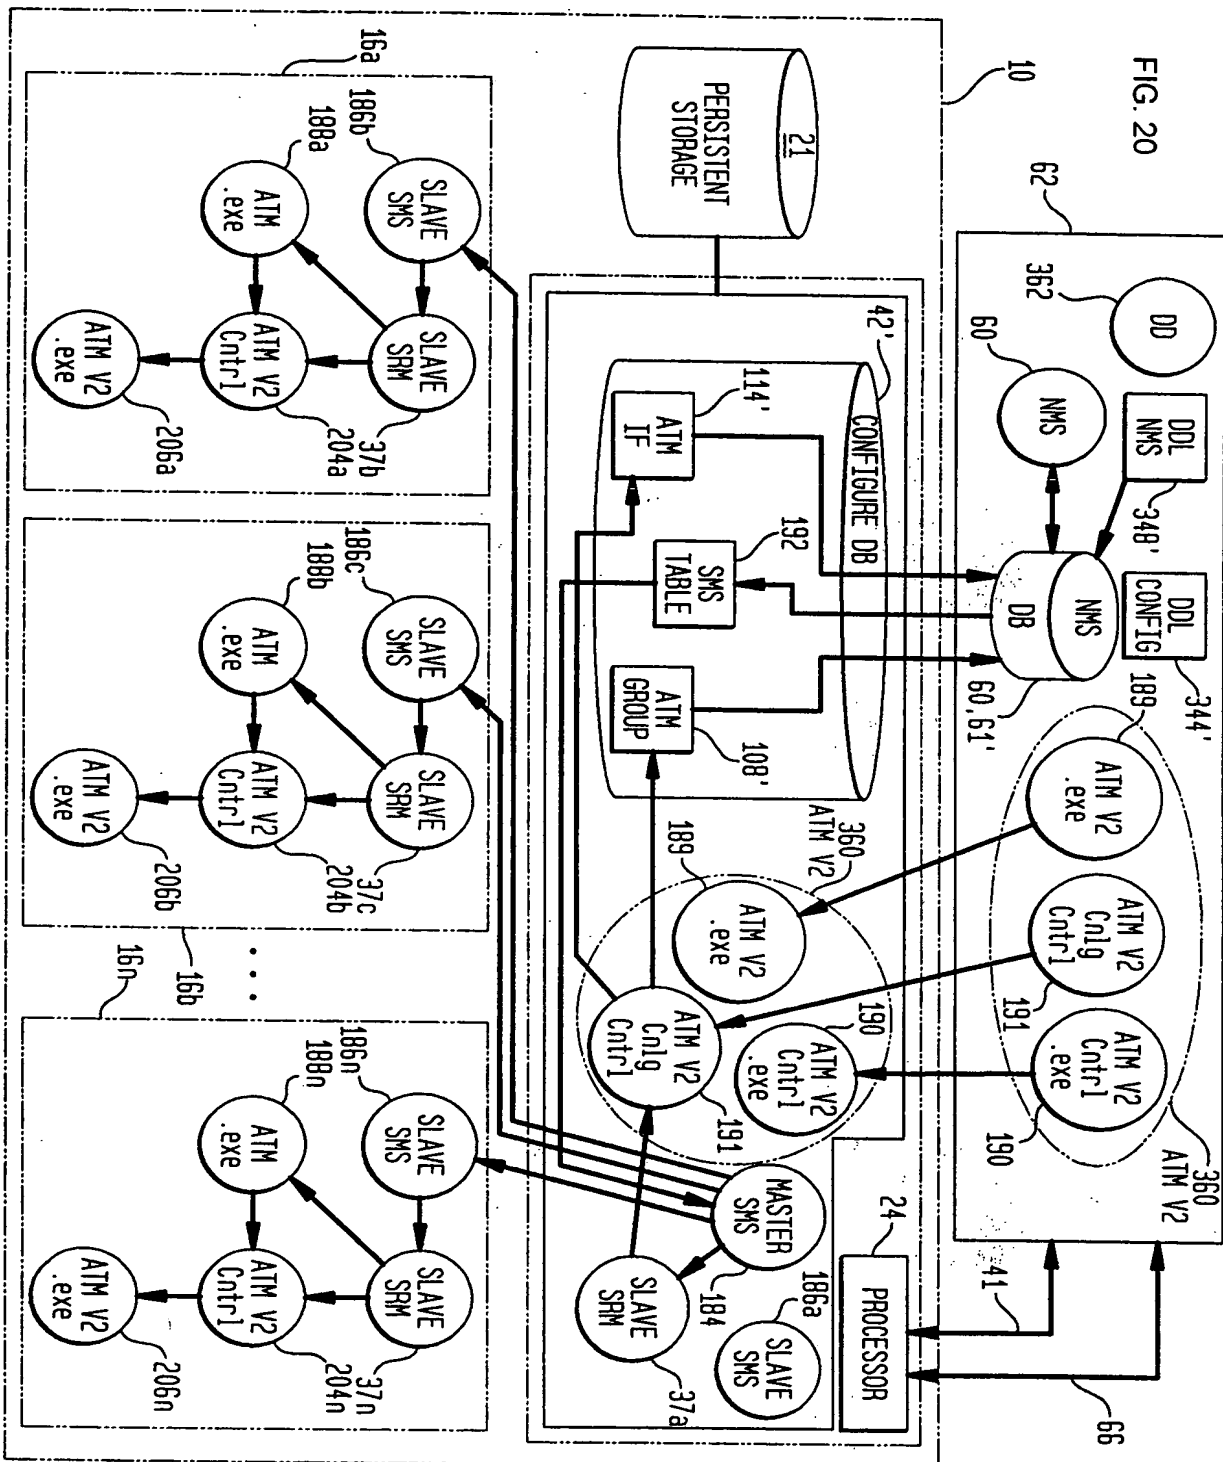 FIG. 20
62
362
DD
60
NMS
DDL
NMS
348'
DDL
CONFIG
344'
NMS
DB
60,61'
189
ATM V2
.exe
ATM V2
Cnlg
Cntrl
191
ATM V2
Cntrl
.exe
190
360
ATM V2
41
66
10
21
PERSISTENT
STORAGE
42'
CONFIGURE DB
114'
ATM
IF
192
SMS
TABLE
ATM
GROUP
108'
360
ATM V2
189
ATM V2
.exe
190
ATM V2
Cntrl
.exe
ATM V2
Cnlg
Cntrl
191
24
PROCESSOR
MASTER
SMS
184
186a
SLAVE
SMS
SLAVE
SRM
37a
16a
186b
SLAVE
SMS
SLAVE
SRM
37b
188a
ATM
.exe
ATM V2
Cntrl
204a
ATM V2
.exe
206a
186c
SLAVE
SMS
SLAVE
SRM
37c
188b
ATM
.exe
ATM V2
Cntrl
204b
ATM V2
.exe
206b
16b
...
16n
186n
SLAVE
SMS
SLAVE
SRM
37n
188n
ATM
.exe
ATM V2
Cntrl
204n
ATM V2
.exe
206n